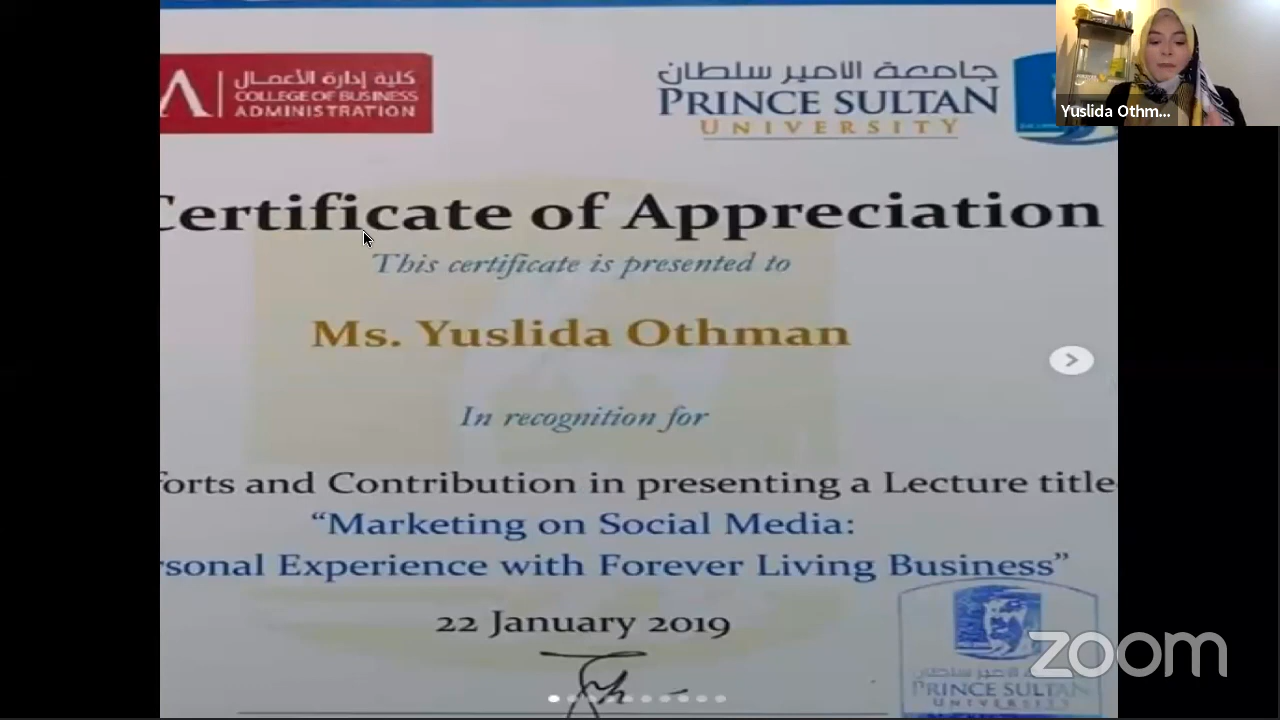 كلية إدارة الأعمال
COLLEGE OF BUSINESS
ADMINISTRATION
جامعة الامير سلطان
PRINCE SULTAN
UNIVERSITY
Yuslida Othm...
Certificate of Appreciation
This certificate is presented to
Ms. Yuslida Othman
In recognition for
forts and Contribution in presenting a Lecture title
“Marketing on Social Media:
rsonal Experience with Forever Living Business”
22 January 2019
zoom
PRINCE SULTAN
UNIVERSITY